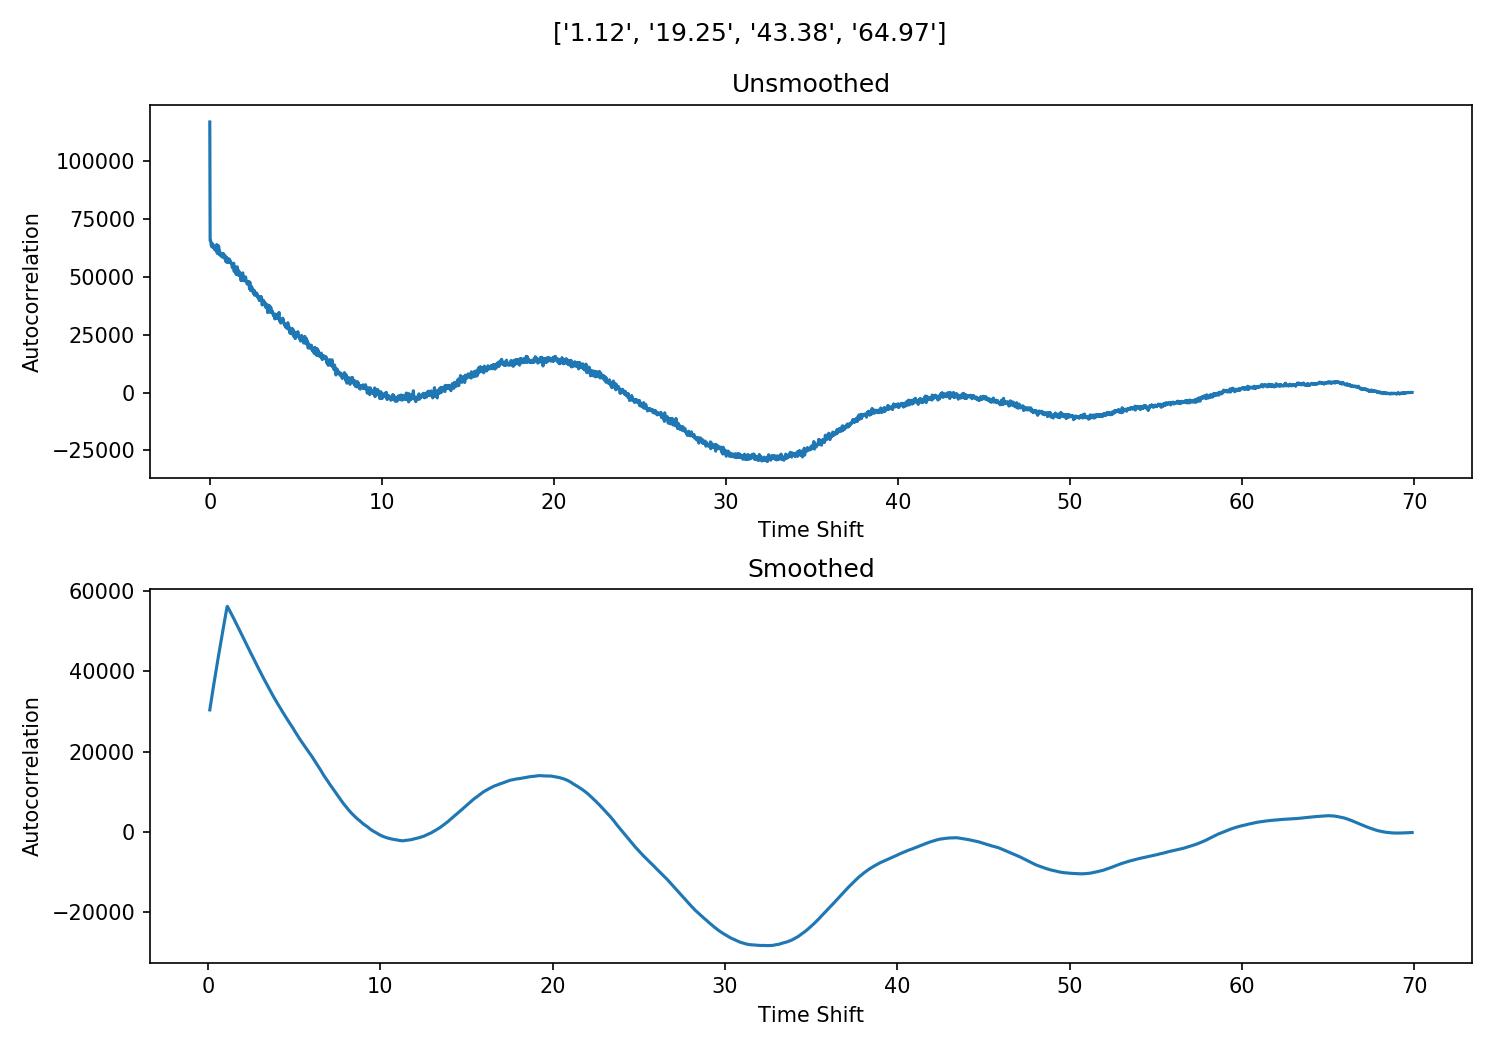 ['1.12', '19.25', '43.38', '64.97']
Unsmoothed
100000
75000
50000
25000
0
−25000
Autocorrelation
0 10 20 30 40 50 60 70
Time Shift
Smoothed
60000
40000
20000
0
−20000
Autocorrelation
0 10 20 30 40 50 60 70
Time Shift